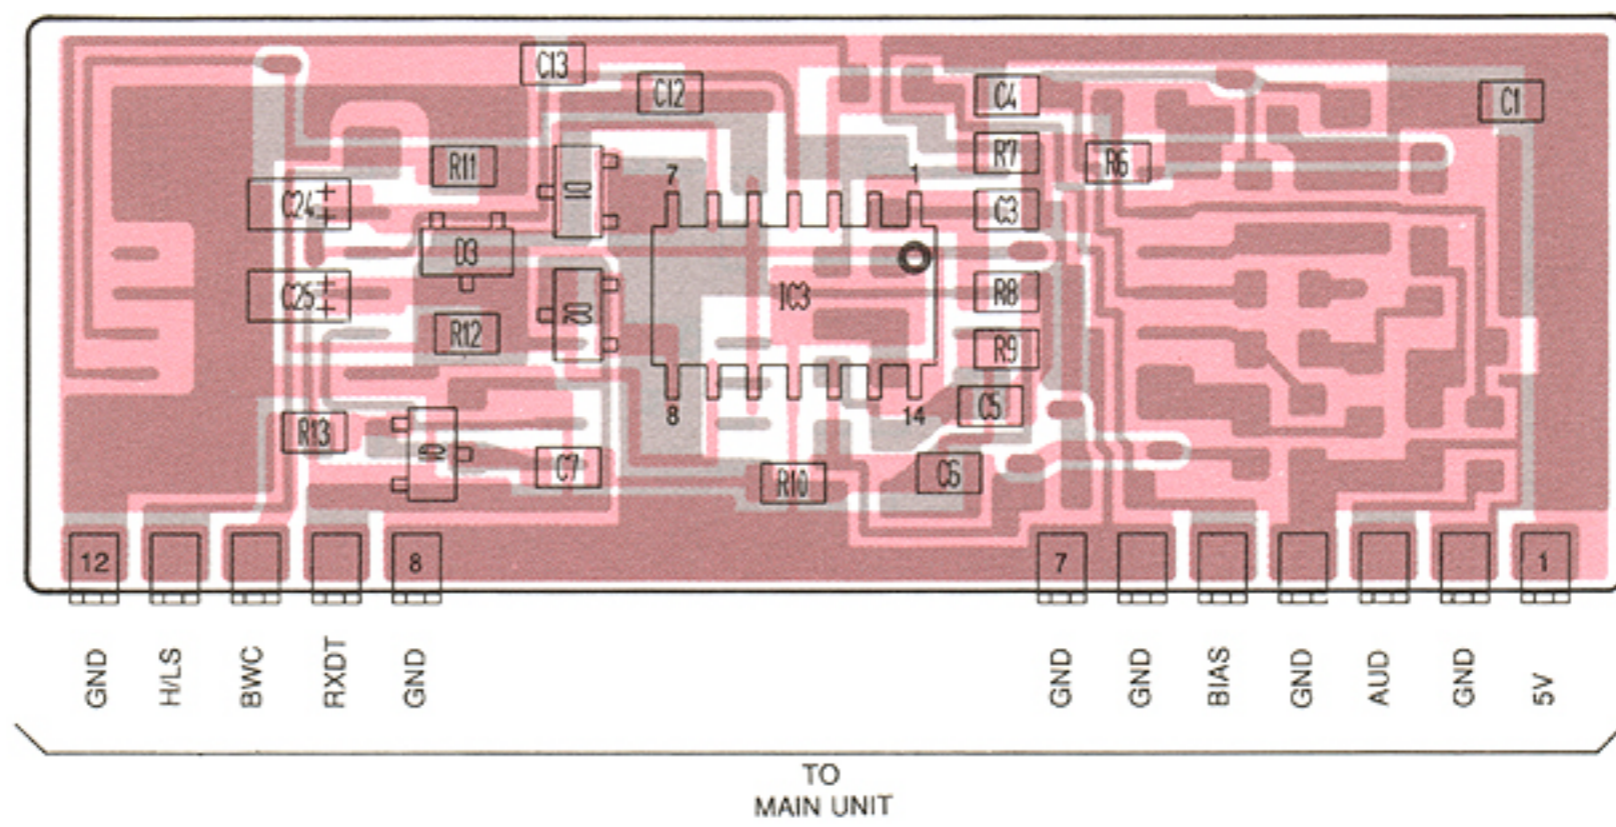 C13
C12
C4
C1
R11
R7
R6
7
1
C24
++
C3
D3
C25
++
IC3
R8
R12
R9
8
14
C5
R13
C7
R10
C6
12
8
7
1
GND
H/LS
BWC
RXDT
GND
GND
GND
BIAS
GND
AUD
GND
5V
TO
MAIN UNIT